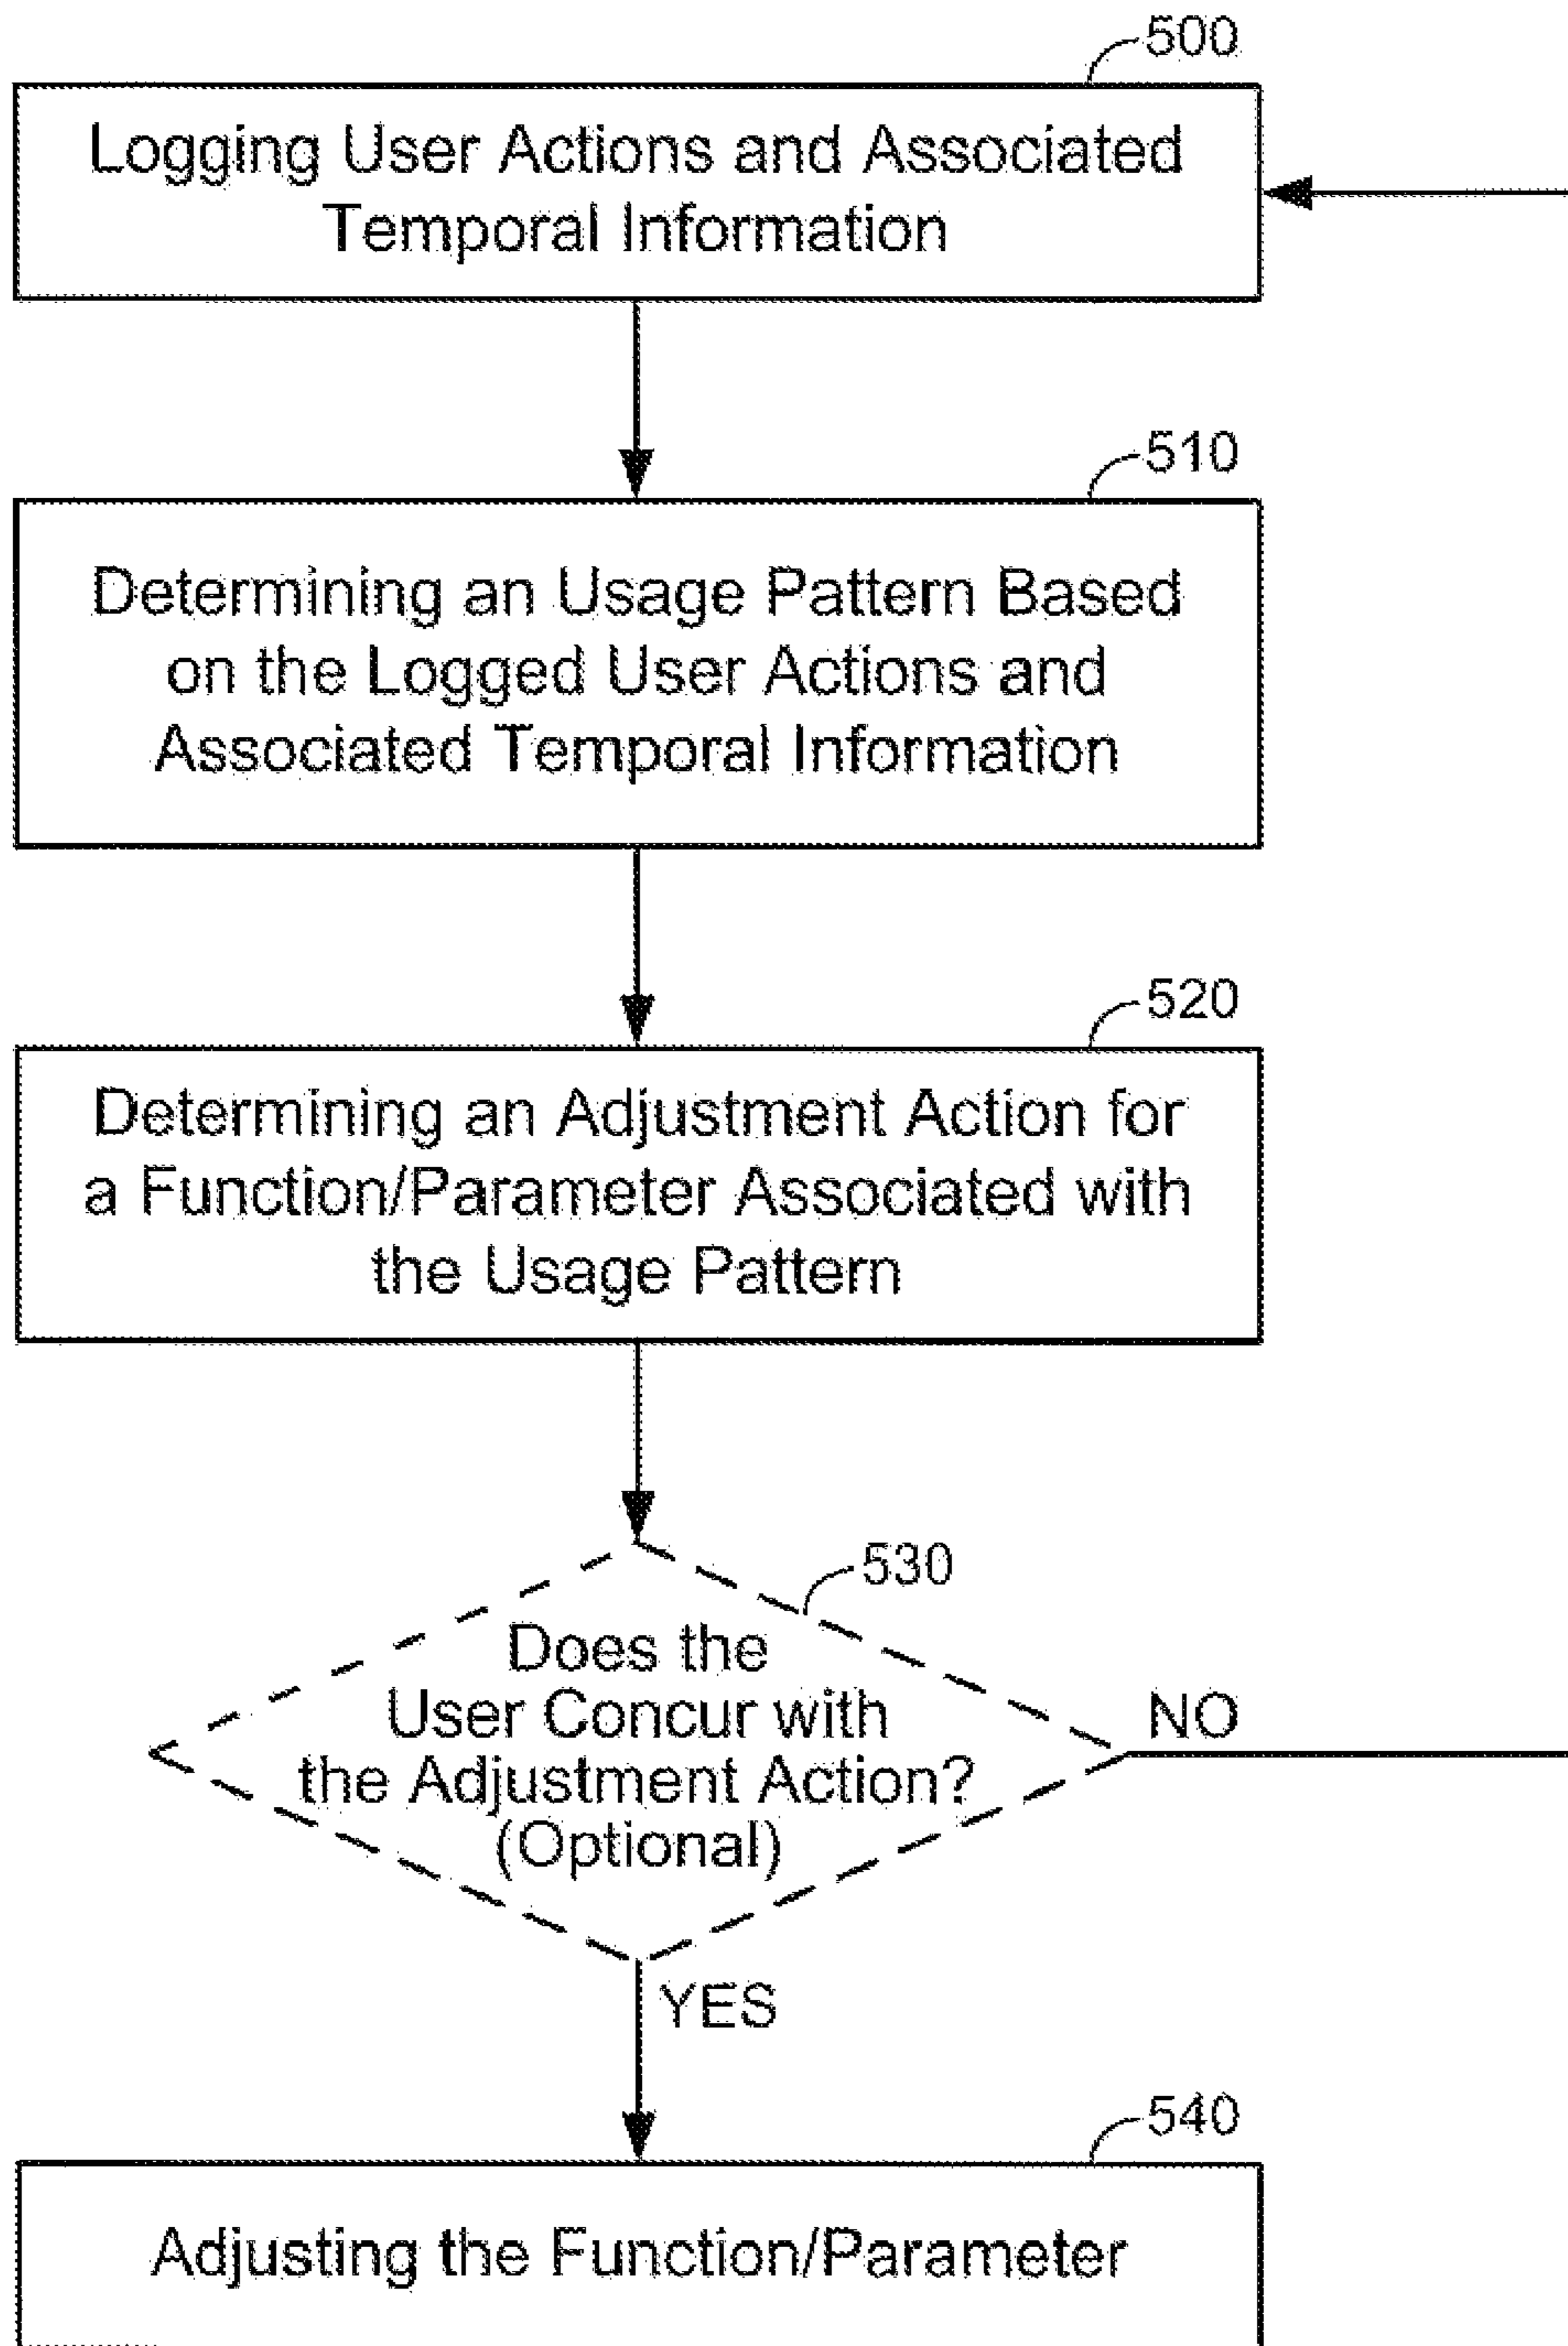 500
Logging User Actions and Associated
Temporal Information
510
Determining an Usage Pattern Based
on the Logged User Actions and
Associated Temporal Information
520
Determining an Adjustment Action for
a Function/Parameter Associated with
the Usage Pattern
530
Does the
User Concur with
the Adjustment Action?
(Optional)
NO
YES
540
Adjusting the Function/Parameter